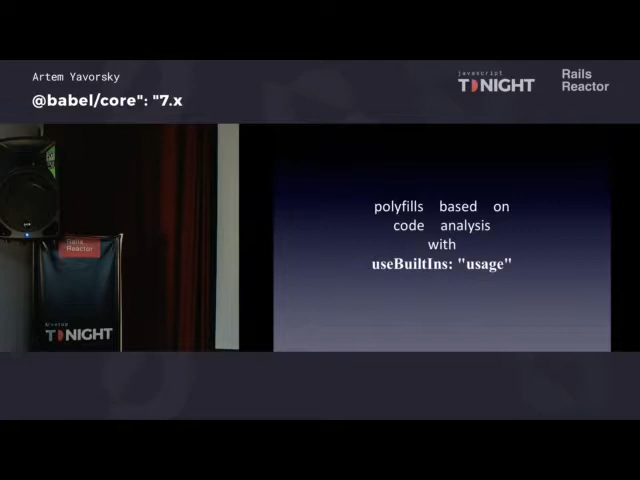 Artem Yavorsky
@babel/core": "7.x
javascript
TONIGHT
Rails
Reactor
polyfills based on
code analysis
with
useBuiltIns: "usage"
Rails
Reactor
TONIGHT